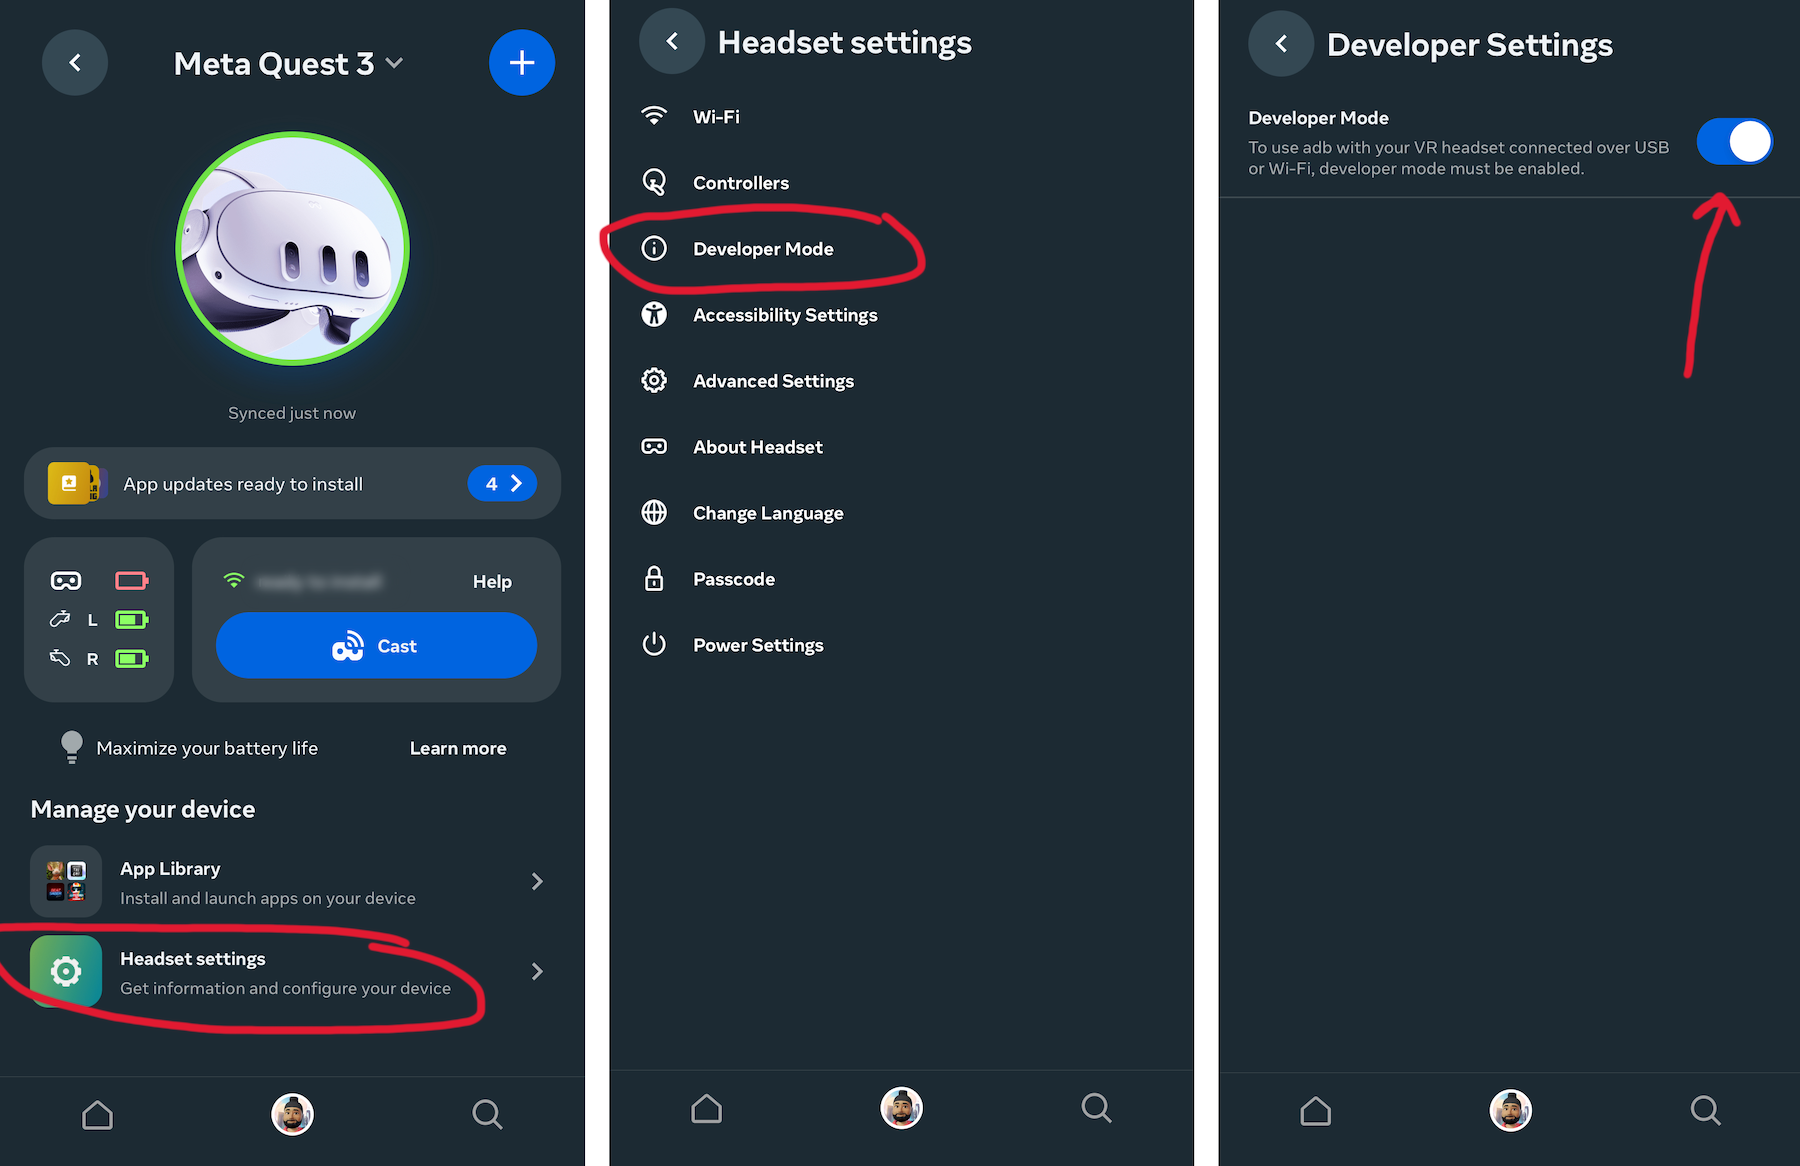 Meta Quest 3
Synced just now
App updates ready to install
4
Help
L
R
Cast
Maximize your battery life
Learn more
Manage your device
App Library
Install and launch apps on your device
Headset settings
Get information and configure your device
Headset settings
Wi-Fi
Controllers
Developer Mode
Accessibility Settings
Advanced Settings
About Headset
Change Language
Passcode
Power Settings
Developer Settings
Developer Mode
To use adb with your VR headset connected over USB
or Wi-Fi, developer mode must be enabled.